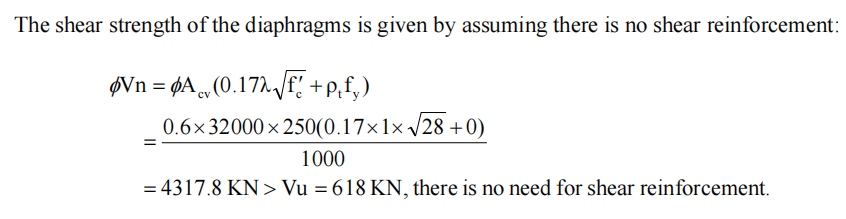 The shear strength of the diaphragms is given by assuming there is no shear reinforcement:
ϕVn = ϕA_cv(0.17λ√f′_c + ρ_t f_y)
= 0.6×32000×250(0.17×1×√28 +0)
1000
= 4317.8 KN > Vu = 618 KN, there is no need for shear reinforcement.